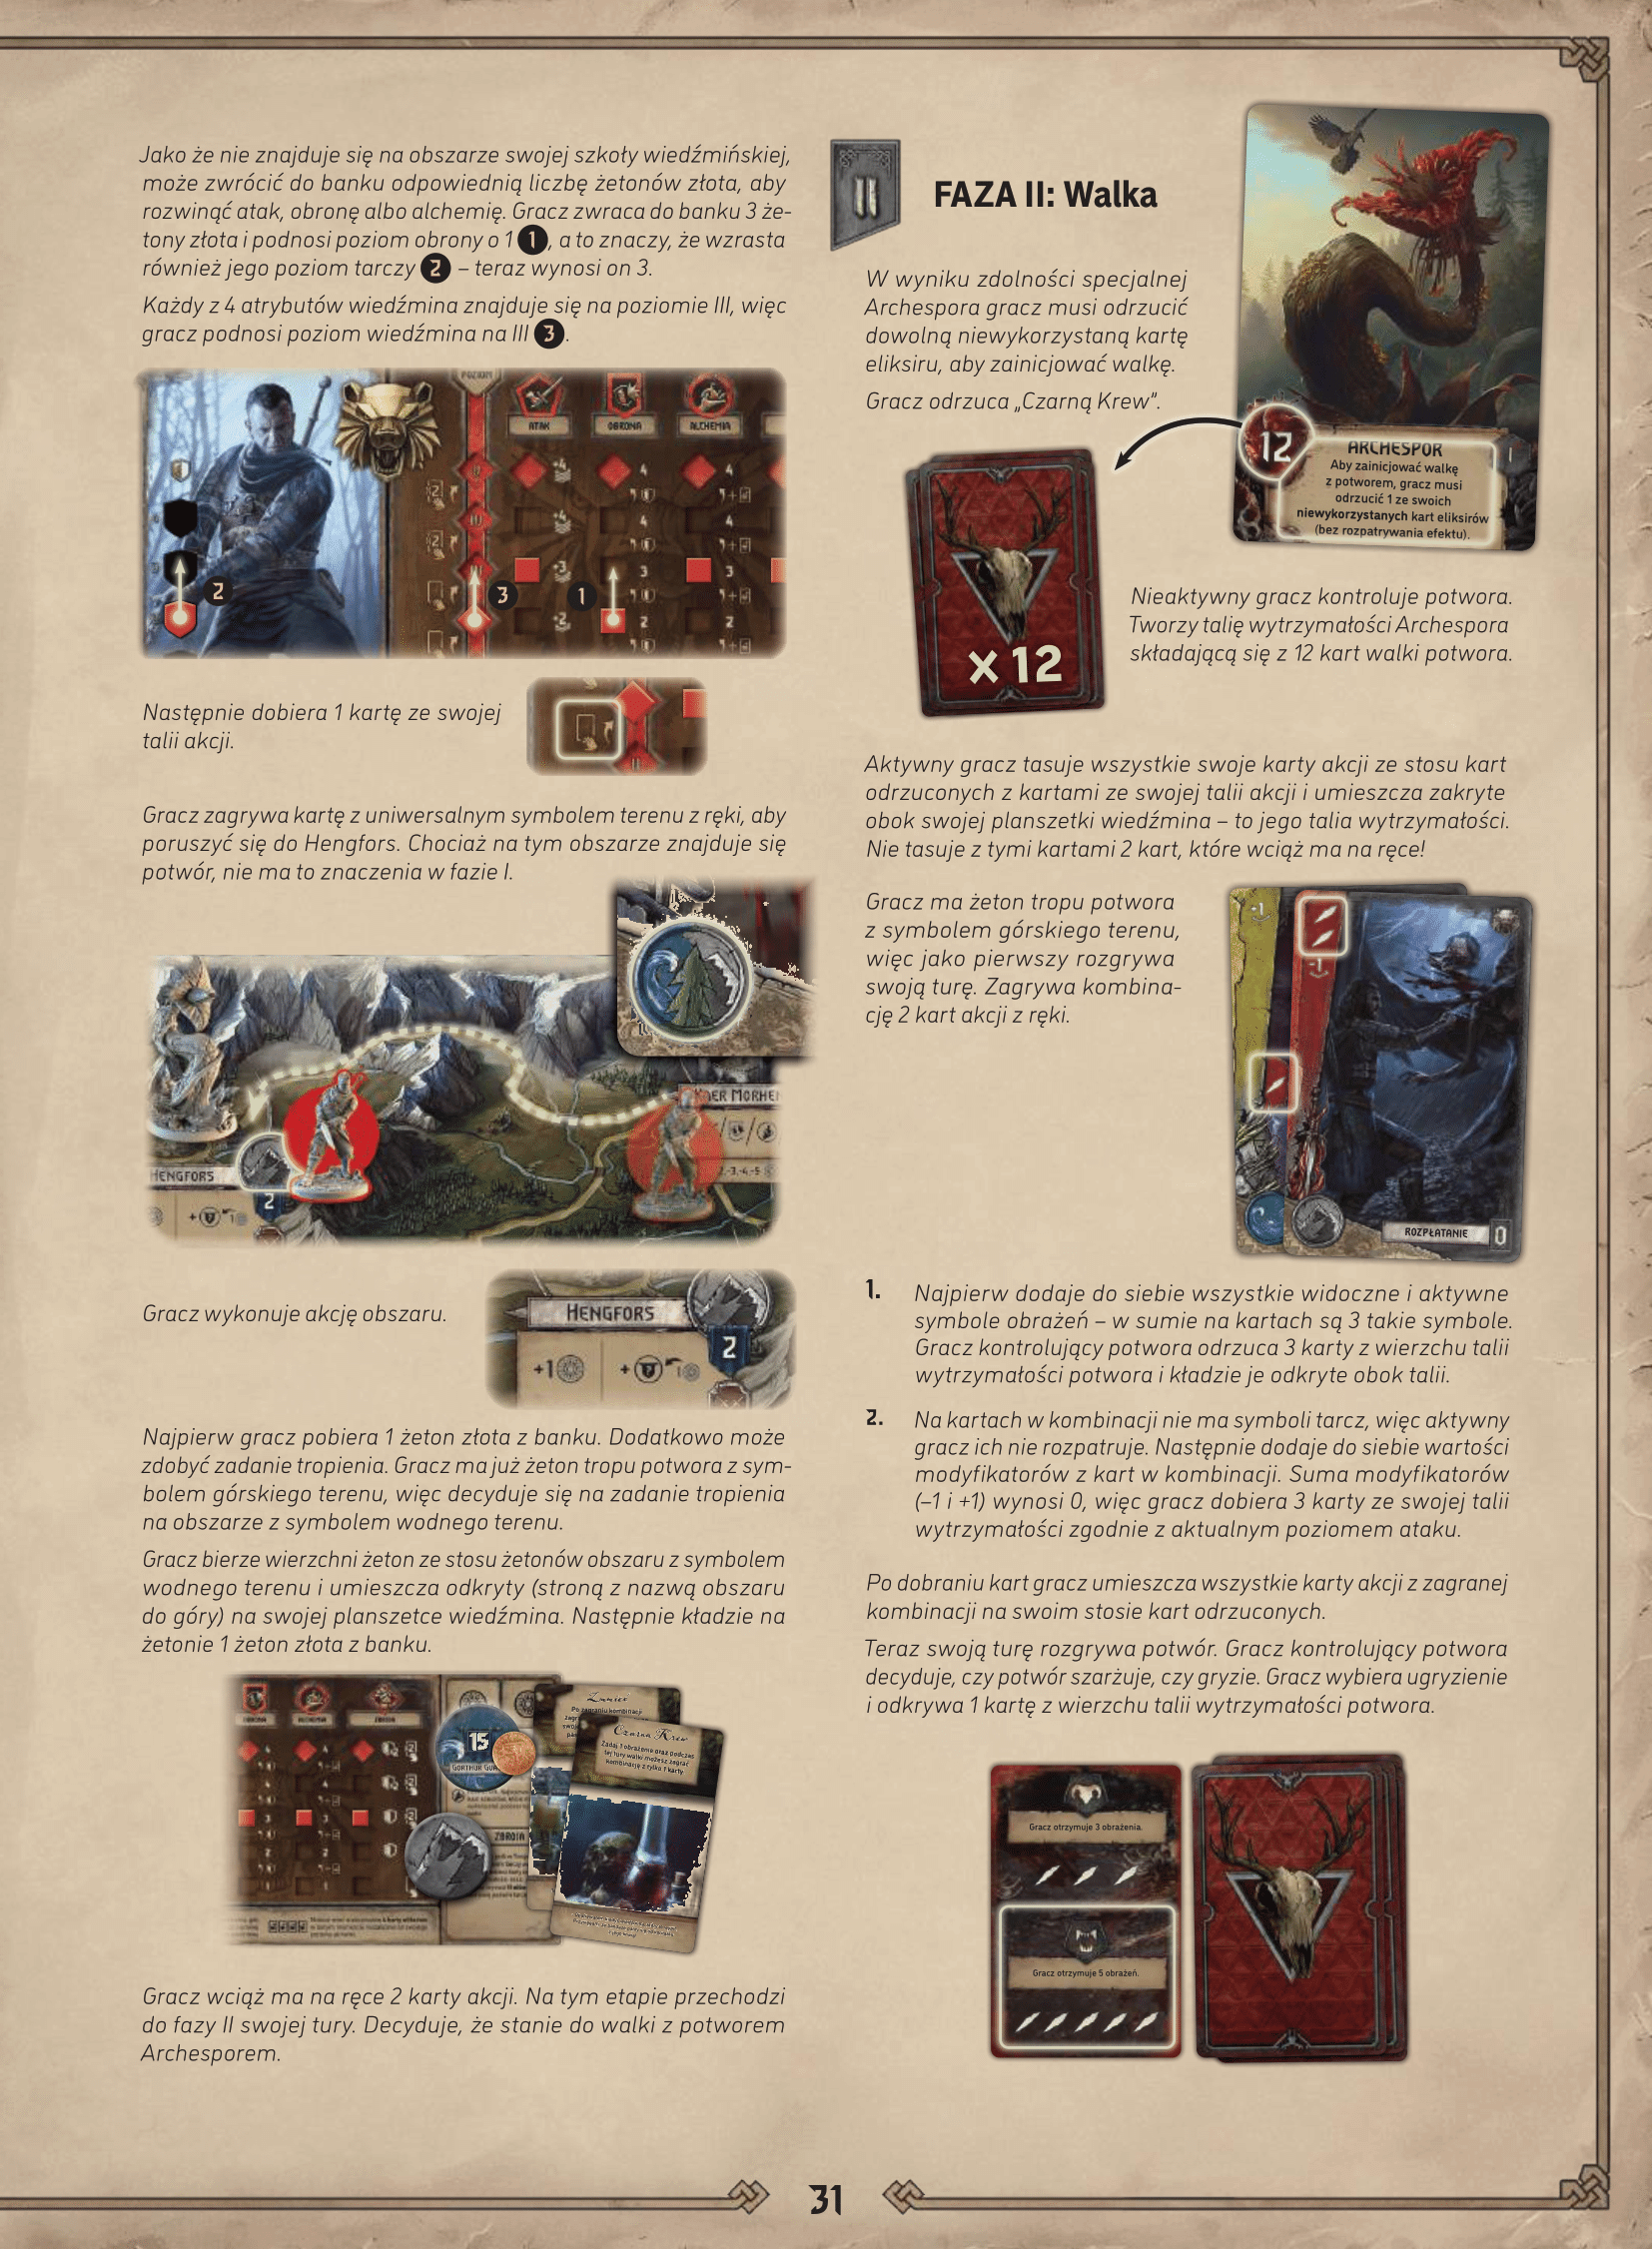 Jako że nie znajduje się na obszarze swojej szkoły wiedźmińskiej,
może zwrócić do banku odpowiednią liczbę żetonów złota, aby
rozwinąć atak, obronę albo alchemię. Gracz zwraca do banku 3 że-
tony złota i podnosi poziom obrony o 1 1, a to znaczy, że wzrasta
również jego poziom tarczy 2 – teraz wynosi on 3.
Każdy z 4 atrybutów wiedźmina znajduje się na poziomie III, więc
gracz podnosi poziom wiedźmina na III 3.
POZIOM
ATAK
OBRONA
ALCHEMIA
2
3
1
Następnie dobiera 1 kartę ze swojej
talii akcji.
Gracz zagrywa kartę z uniwersalnym symbolem terenu z ręki, aby
poruszyć się do Hengfors. Chociaż na tym obszarze znajduje się
potwór, nie ma to znaczenia w fazie I.
HENGFORS
2
Gracz wykonuje akcję obszaru.
HENGFORS
2
+1
Najpierw gracz pobiera 1 żeton złota z banku. Dodatkowo może
zdobyć zadanie tropienia. Gracz ma już żeton tropu potwora z sym-
bolem górskiego terenu, więc decyduje się na zadanie tropienia
na obszarze z symbolem wodnego terenu.
Gracz bierze wierzchni żeton ze stosu żetonów obszaru z symbolem
wodnego terenu i umieszcza odkryty (stroną z nazwą obszaru
do góry) na swojej planszetce wiedźmina. Następnie kładzie na
żetonie 1 żeton złota z banku.
15
Czarna Krew
Zadaj 1 obrażenie oraz podczas
tej tury walki możesz zagrać
kombinację z tylko 1 karty.
Gracz wciąż ma na ręce 2 karty akcji. Na tym etapie przechodzi
do fazy II swojej tury. Decyduje, że stanie do walki z potworem
Archesporem.
II
FAZA II: Walka
W wyniku zdolności specjalnej
Archespora gracz musi odrzucić
dowolną niewykorzystaną kartę
eliksiru, aby zainicjować walkę.
Gracz odrzuca „Czarną Krew”.
12
ARCHESPOR
I
Aby zainicjować walkę
z potworem, gracz musi
odrzucić 1 ze swoich
niewykorzystanych kart eliksirów
(bez rozpatrywania efektu).
x 12
Nieaktywny gracz kontroluje potwora.
Tworzy talię wytrzymałości Archespora
składającą się z 12 kart walki potwora.
Aktywny gracz tasuje wszystkie swoje karty akcji ze stosu kart
odrzuconych z kartami ze swojej talii akcji i umieszcza zakryte
obok swojej planszetki wiedźmina – to jego talia wytrzymałości.
Nie tasuje z tymi kartami 2 kart, które wciąż ma na ręce!
Gracz ma żeton tropu potwora
z symbolem górskiego terenu,
więc jako pierwszy rozgrywa
swoją turę. Zagrywa kombina-
cję 2 kart akcji z ręki.
+1
-1
ROZPŁATANIE
0
1. Najpierw dodaje do siebie wszystkie widoczne i aktywne
symbole obrażeń – w sumie na kartach są 3 takie symbole.
Gracz kontrolujący potwora odrzuca 3 karty z wierzchu talii
wytrzymałości potwora i kładzie je odkryte obok talii.
2. Na kartach w kombinacji nie ma symboli tarcz, więc aktywny
gracz ich nie rozpatruje. Następnie dodaje do siebie wartości
modyfikatorów z kart w kombinacji. Suma modyfikatorów
(–1 i +1) wynosi 0, więc gracz dobiera 3 karty ze swojej talii
wytrzymałości zgodnie z aktualnym poziomem ataku.
Po dobraniu kart gracz umieszcza wszystkie karty akcji z zagranej
kombinacji na swoim stosie kart odrzuconych.
Teraz swoją turę rozgrywa potwór. Gracz kontrolujący potwora
decyduje, czy potwór szarżuje, czy gryzie. Gracz wybiera ugryzienie
i odkrywa 1 kartę z wierzchu talii wytrzymałości potwora.
Gracz otrzymuje 3 obrażenia.
Gracz otrzymuje 5 obrażeń.
31